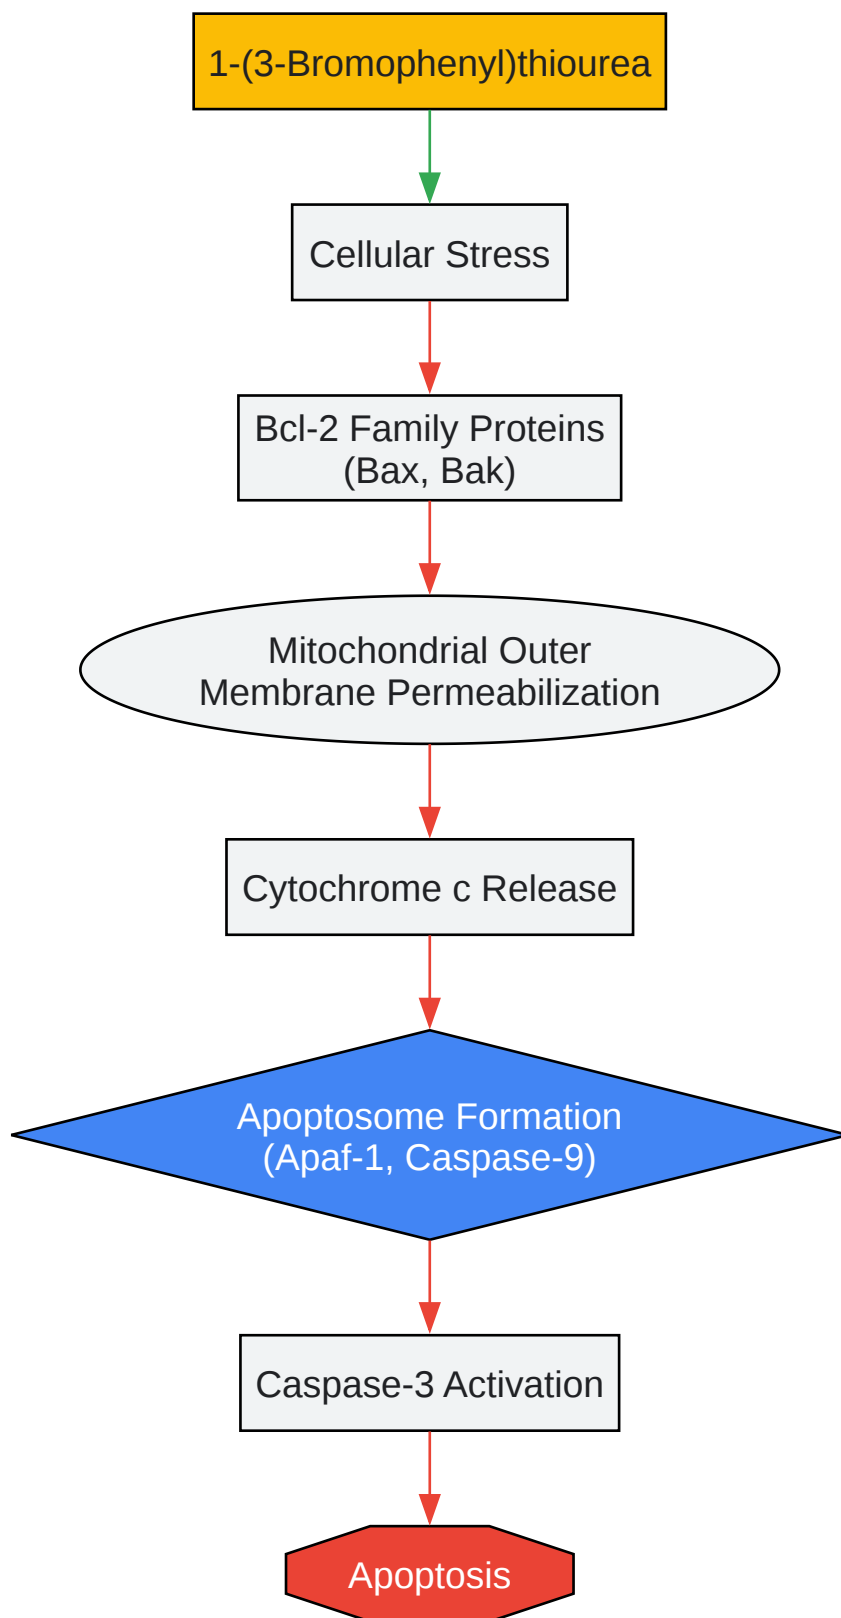 1-(3-Bromophenyl)thiourea
Cellular Stress
Bcl-2 Family Proteins
(Bax, Bak)
Mitochondrial Outer
Membrane Permeabilization
Cytochrome c Release
Apoptosome Formation
(Apaf-1, Caspase-9)
Caspase-3 Activation
Apoptosis